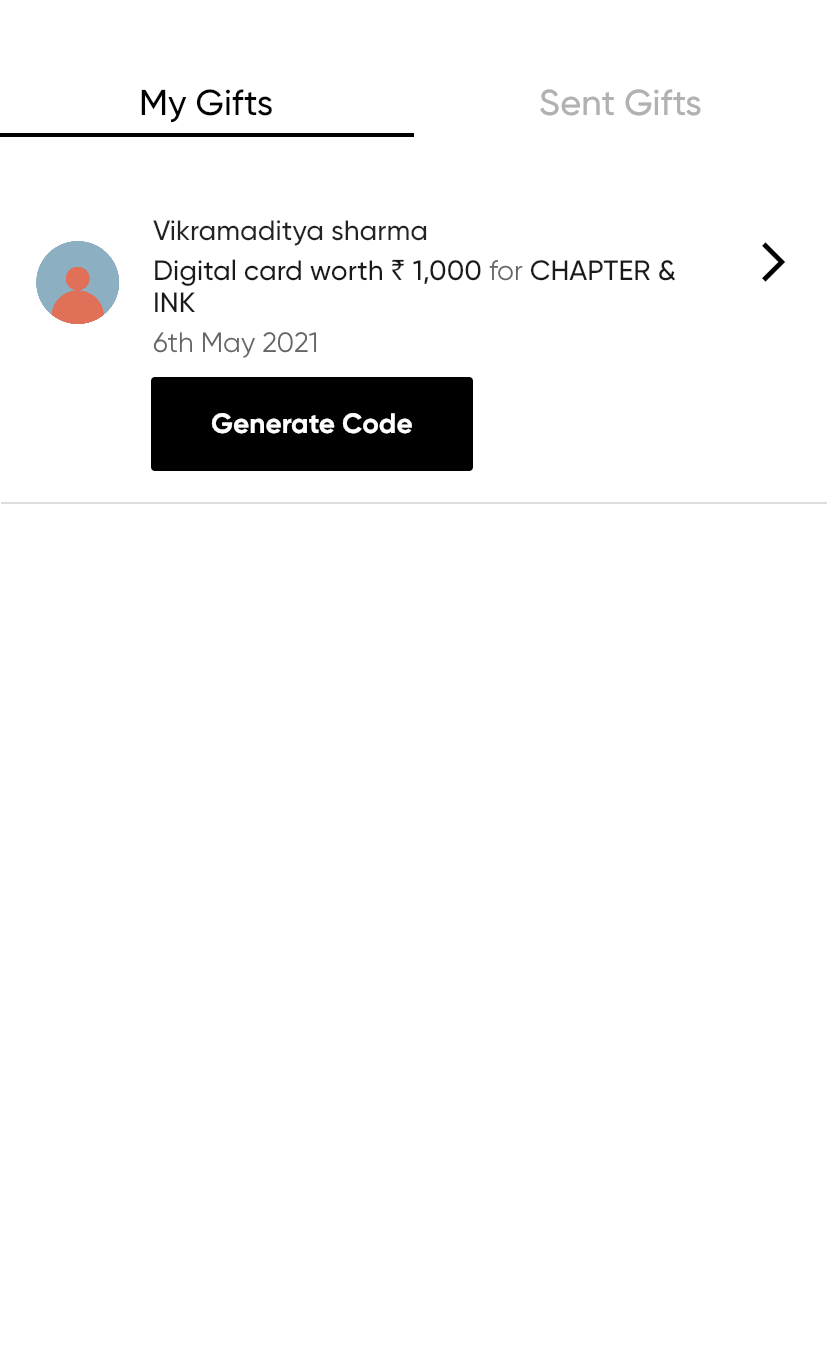 My Gifts
Sent Gifts
Vikramaditya sharma
Digital card worth ₹ 1,000 for CHAPTER &
INK
6th May 2021
Generate Code